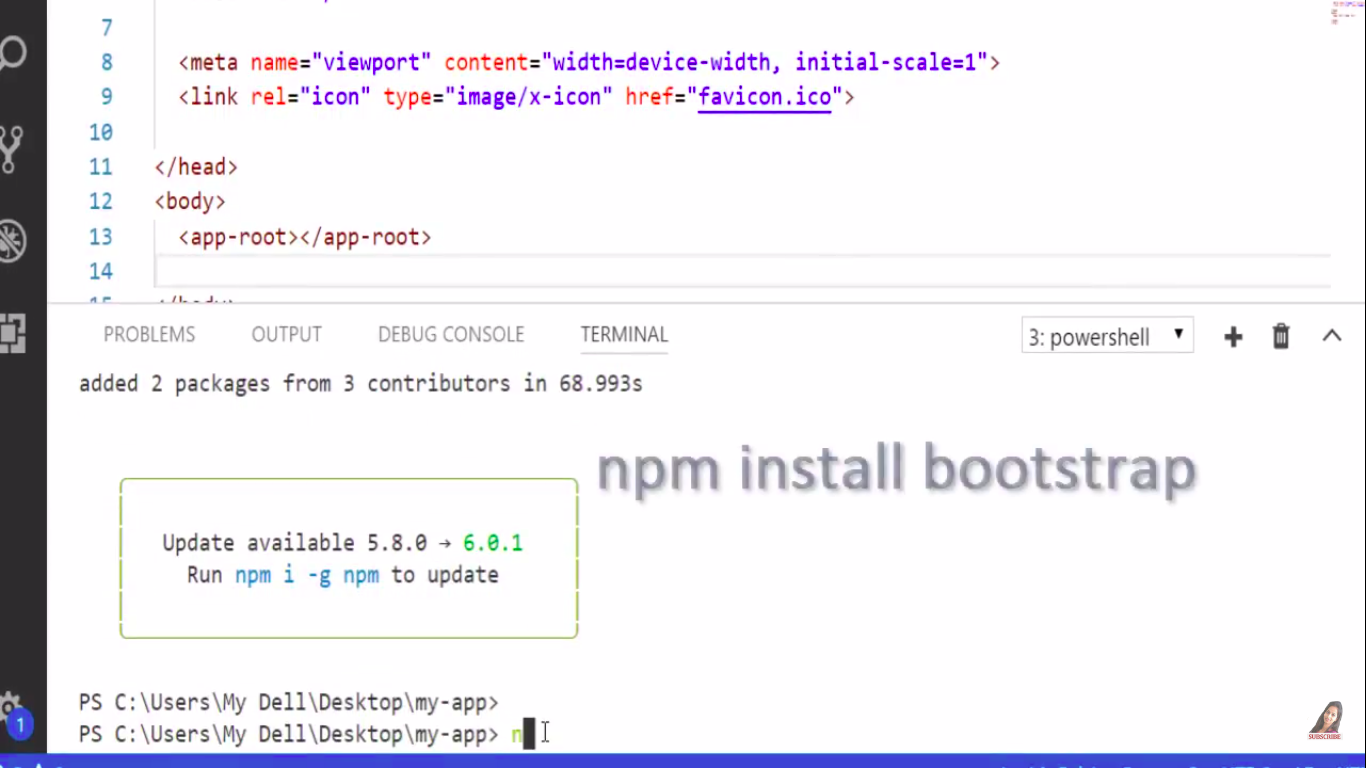 7
8 <meta name="viewport" content="width=device-width, initial-scale=1">
9 <link rel="icon" type="image/x-icon" href="favicon.ico">
10
11 </head>
12 <body>
13 <app-root></app-root>
14
15 </body>
PROBLEMS OUTPUT DEBUG CONSOLE TERMINAL 3: powershell
added 2 packages from 3 contributors in 68.993s
npm install bootstrap
Update available 5.8.0 → 6.0.1
Run npm i -g npm to update
PS C:\Users\My Dell\Desktop\my-app>
PS C:\Users\My Dell\Desktop\my-app> n
1
SUBSCRIBE